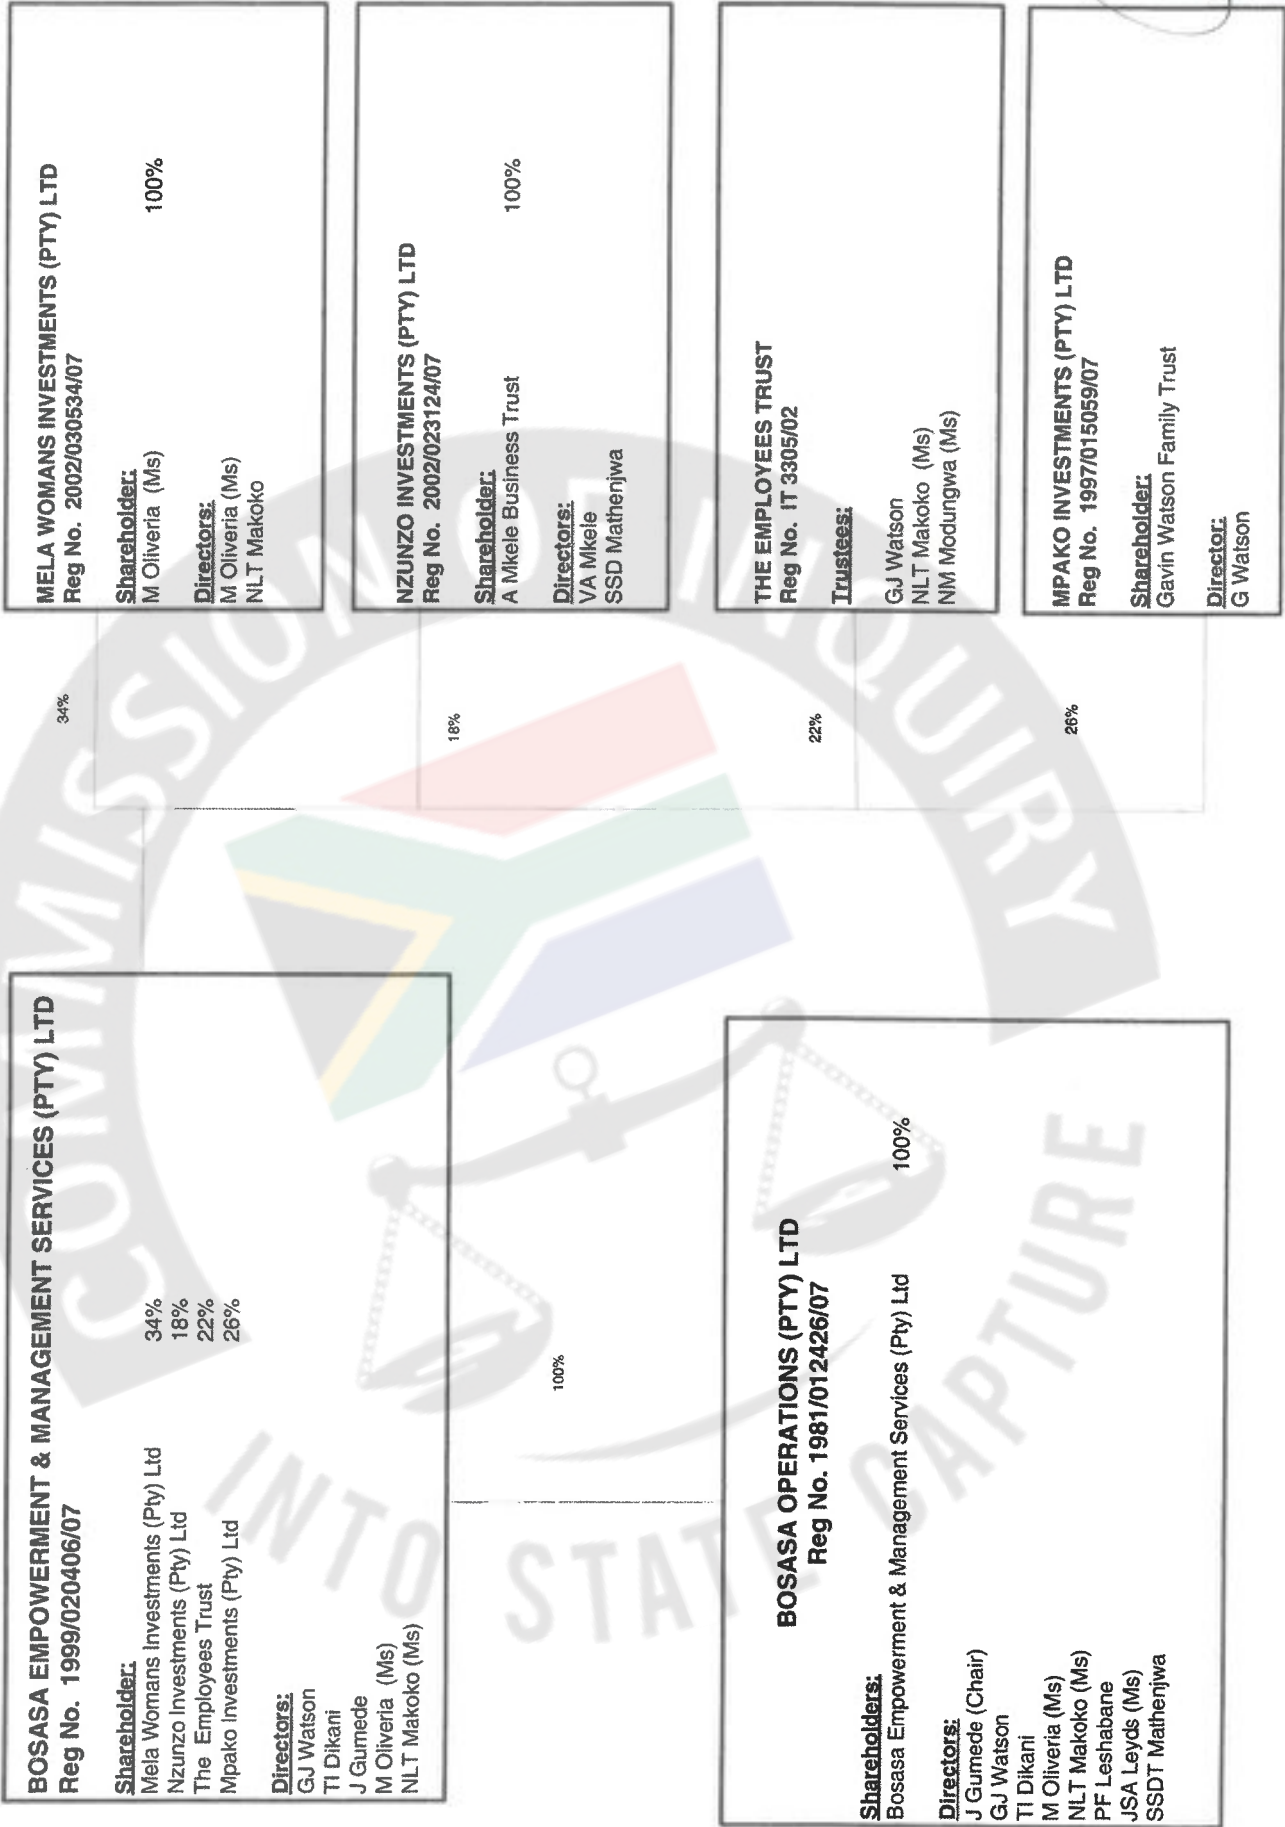 BOSASA EMPOWERMENT & MANAGEMENT SERVICES (PTY) LTD
Reg No. 1999/020406/07
Shareholder:
Mela Womans Investments (Pty) Ltd 34%
Nzunzo Investments (Pty) Ltd 18%
The Employees Trust 22%
Mpako Investments (Pty) Ltd 26%
Directors:
GJ Watson
TI Dikani
J Gumede
M Oliveria (Ms)
NLT Makoko (Ms)
34%
MELA WOMANS INVESTMENTS (PTY) LTD
Reg No. 2002/030534/07
Shareholder:
M Oliveria (Ms) 100%
Directors:
M Oliveria (Ms)
NLT Makoko
18%
NZUNZO INVESTMENTS (PTY) LTD
Reg No. 2002/023124/07
Shareholder:
A Mkele Business Trust 100%
Directors:
VA Mkele
SSD Mathenjwa
100%
BOSASA OPERATIONS (PTY) LTD
Reg No. 1981/012426/07
Shareholders:
Bosasa Empowerment & Management Services (Pty) Ltd 100%
Directors:
J Gumede (Chair)
GJ Watson
TI Dikani
M Oliveria (Ms)
NLT Makoko (Ms)
PF Leshabane
JSA Leyds (Ms)
SSDT Mathenjwa
22%
THE EMPLOYEES TRUST
Reg No. IT 3305/02
Trustees:
GJ Watson
NLT Makoko (Ms)
NM Modungwa (Ms)
26%
MPAKO INVESTMENTS (PTY) LTD
Reg No. 1997/015059/07
Shareholder:
Gavin Watson Family Trust
Director:
G Watson
COMMISSION OF INQUIRY
INTO STATE CAPTURE